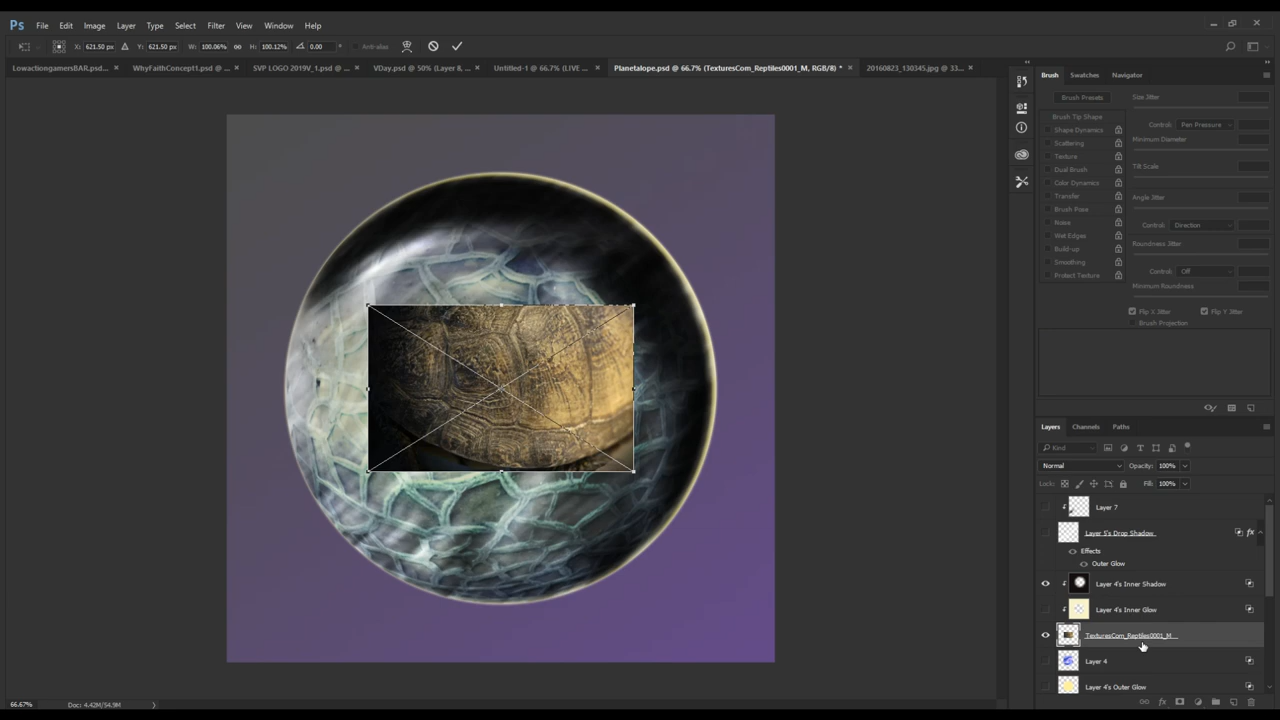 Ps File Edit Image Layer Type Select Filter View Window Help
X: 621.50 px Y: 621.50 px W: 100.06% H: 100.12% 0.00 ° Anti-alias
LowactiongamersBAR.psd... × WhyFaithConcept1.psd @ ... × SVP LOGO 2019V_1.psd @ ... × VDay.psd @ 50% (Layer 8, ... × Untitled-1 @ 66.7% (LIVE ... × Planetalope.psd @ 66.7% (TexturesCom_Reptiles0001_M, RGB/8) * × 20160823_130345.jpg @ 33... ×
Brush Swatches Navigator
Brush Presets Size Jitter
Brush Tip Shape
Shape Dynamics
Scattering
Texture
Dual Brush
Color Dynamics
Transfer
Brush Pose
Noise
Wet Edges
Build-up
Smoothing
Protect Texture
Control: Pen Pressure
Minimum Diameter
Tilt Scale
Angle Jitter
Control: Direction
Roundness Jitter
Control: Off
Minimum Roundness
Flip X Jitter Flip Y Jitter
Brush Projection
Layers Channels Paths
Kind
Normal Opacity: 100%
Lock: Fill: 100%
Layer 7
Layer 5's Drop Shadow fx
Effects
Outer Glow
Layer 4's Inner Shadow
Layer 4's Inner Glow
TexturesCom_Reptiles0001_M
Layer 4
Layer 4's Outer Glow
66.67% Doc: 4.42M/54.9M
fx